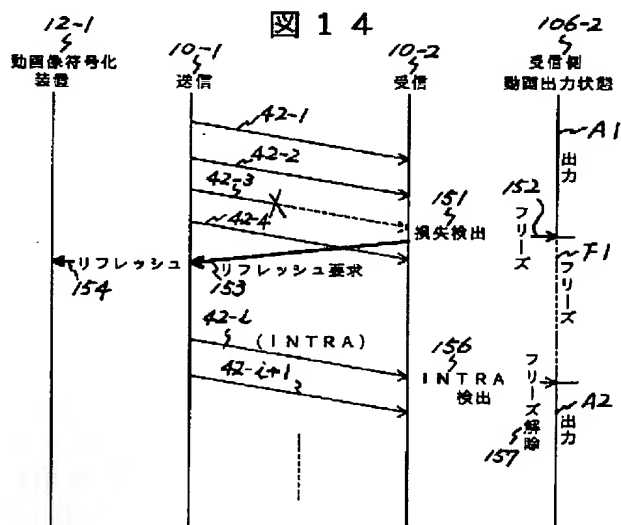 図14
12-1
動画像符号化
装置
10-1
送信
10-2
受信
106-2
受信側
動画出力状態
42-1
42-2
42-3
42-4
A1
出力
151
損失検出
152
フリーズ
F1
フリーズ
リフレッシュ
154
リフレッシュ要求
153
42-i
(INTRA)
42-i+1
156
INTRA
検出
フリーズ解除
157
A2
出力